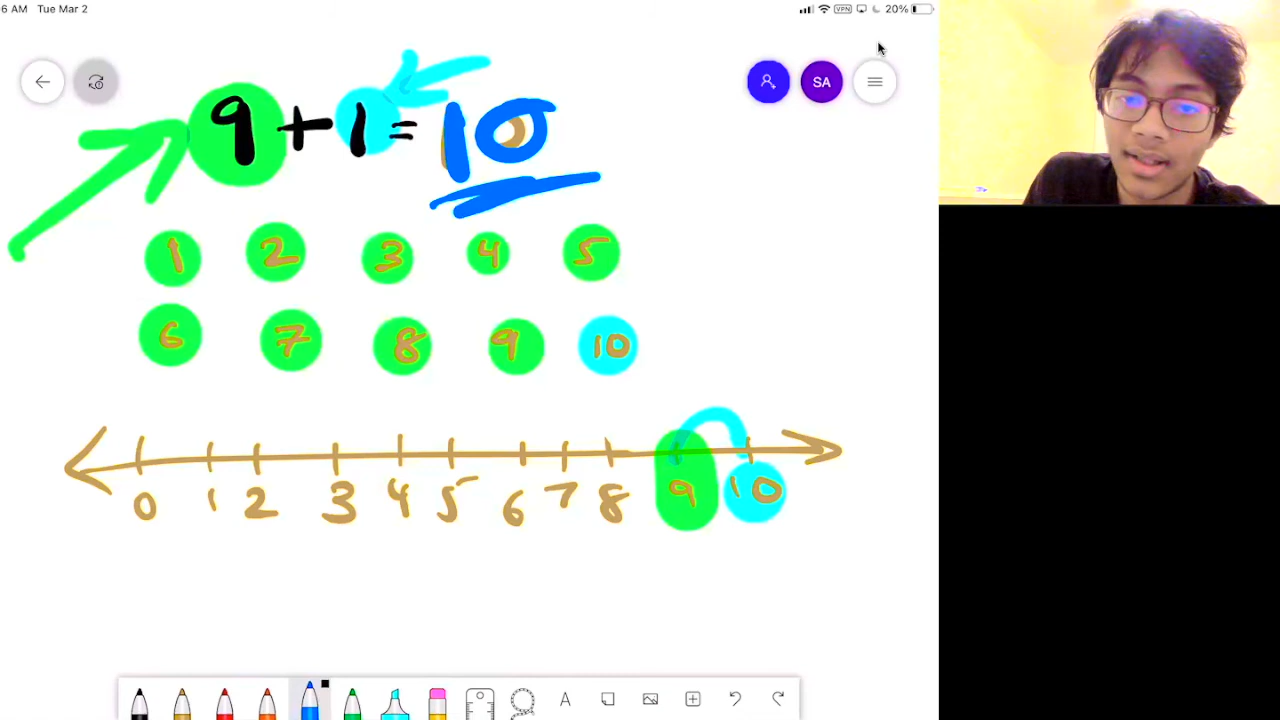 6 AM Tue Mar 2 VPN 20%
SA
9 + 1 = 10
1 2 3 4 5
6 7 8 9 10
0 1 2 3 4 5 6 7 8 9 10
A